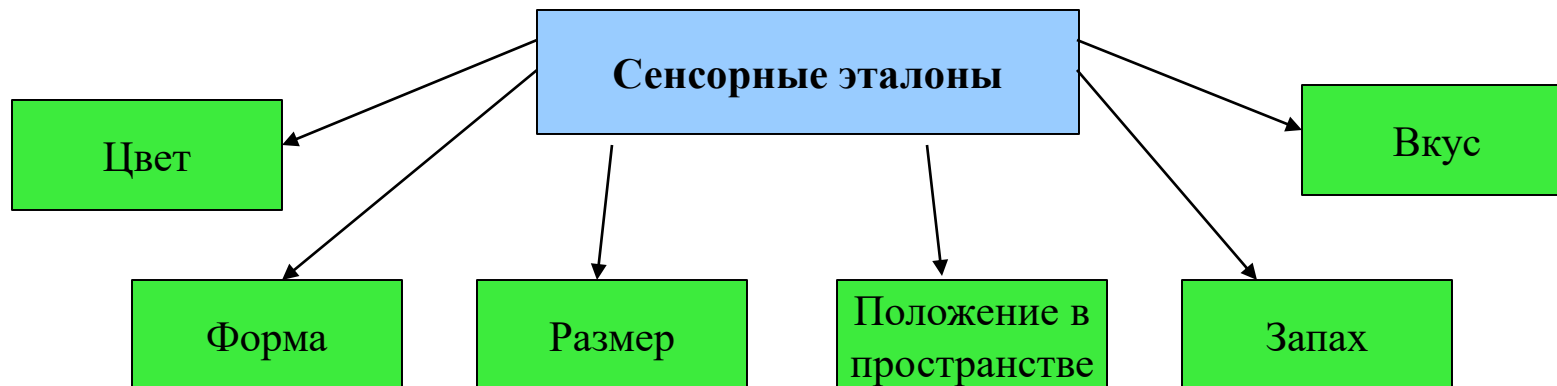 Сенсорные эталоны
Цвет
Вкус
Форма
Размер
Положение в
пространстве
Запах